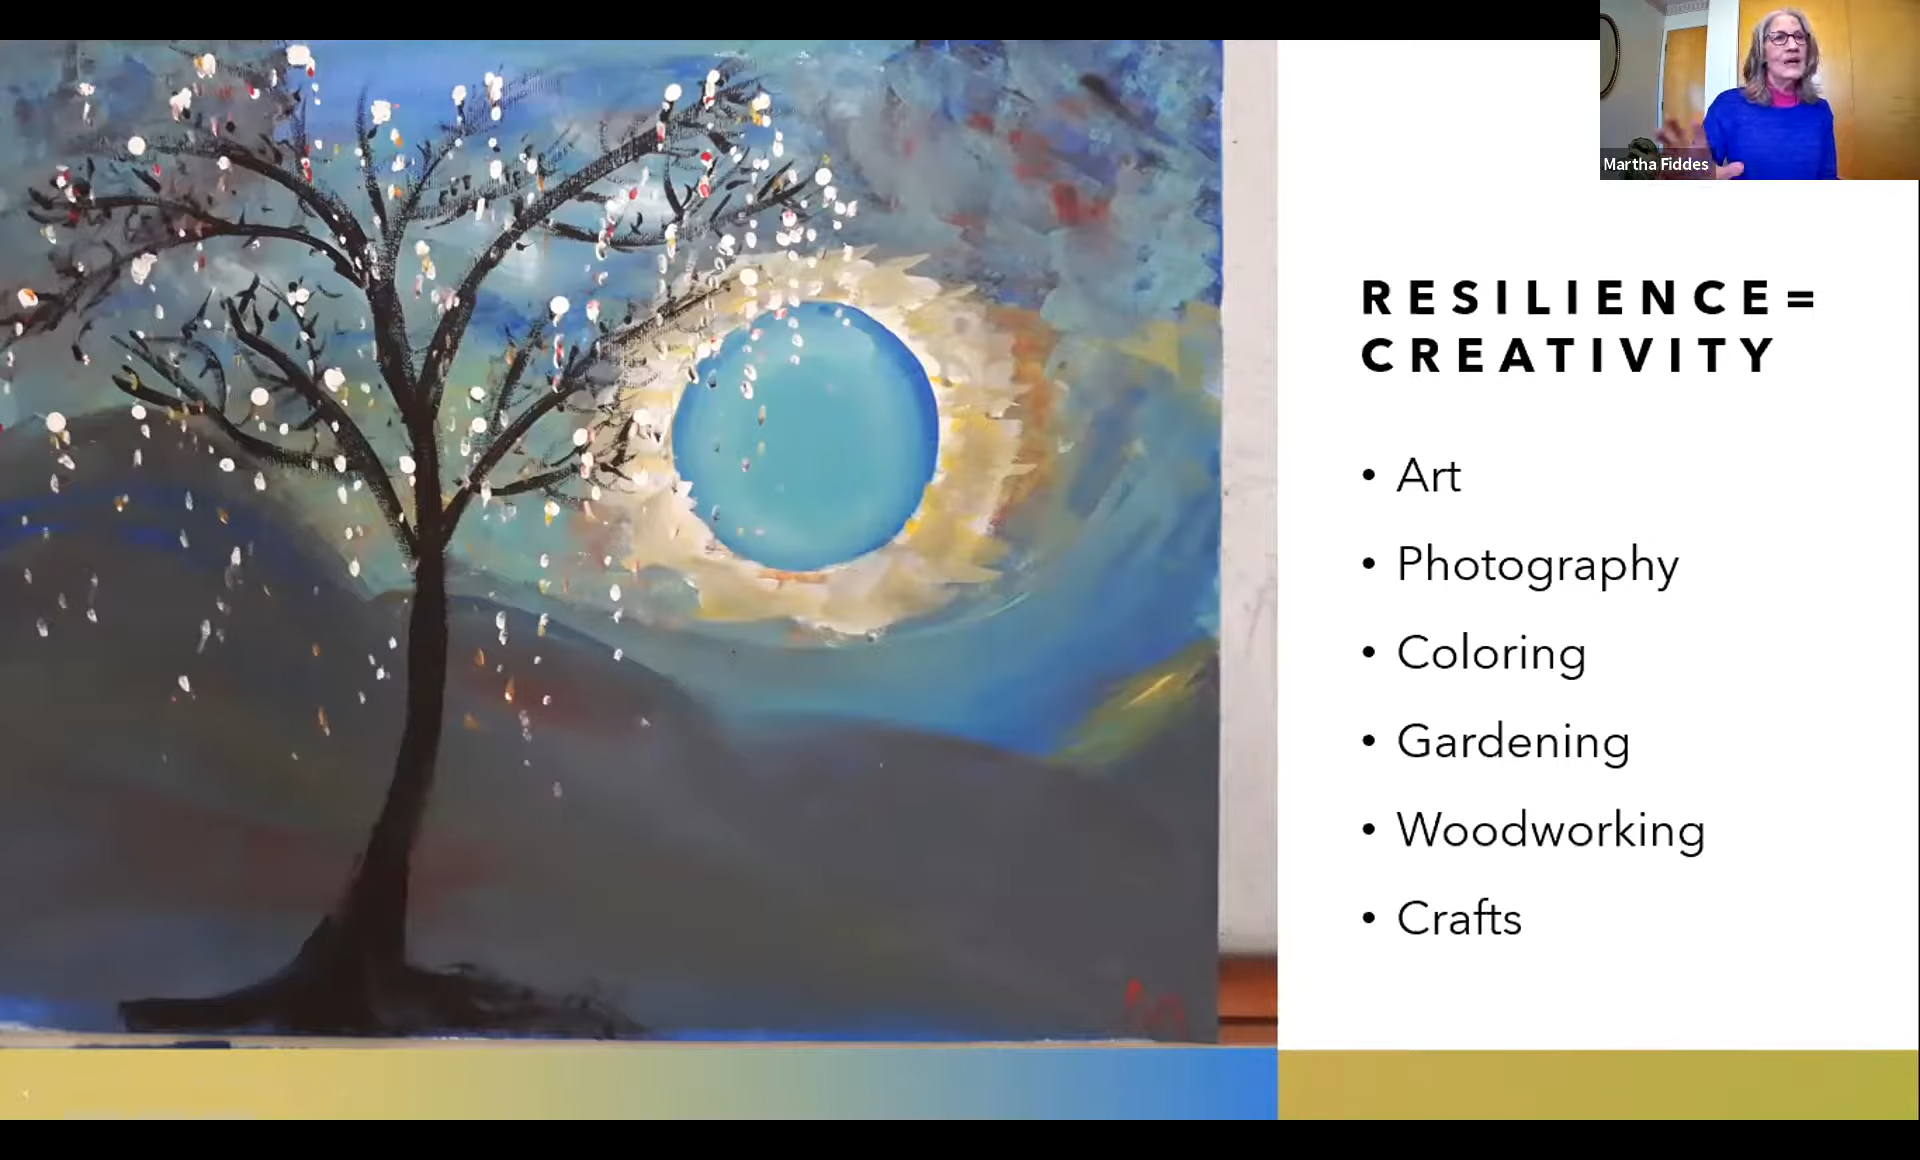 Martha Fiddes
RESILIENCE=
CREATIVITY
• Art
• Photography
• Coloring
• Gardening
• Woodworking
• Crafts